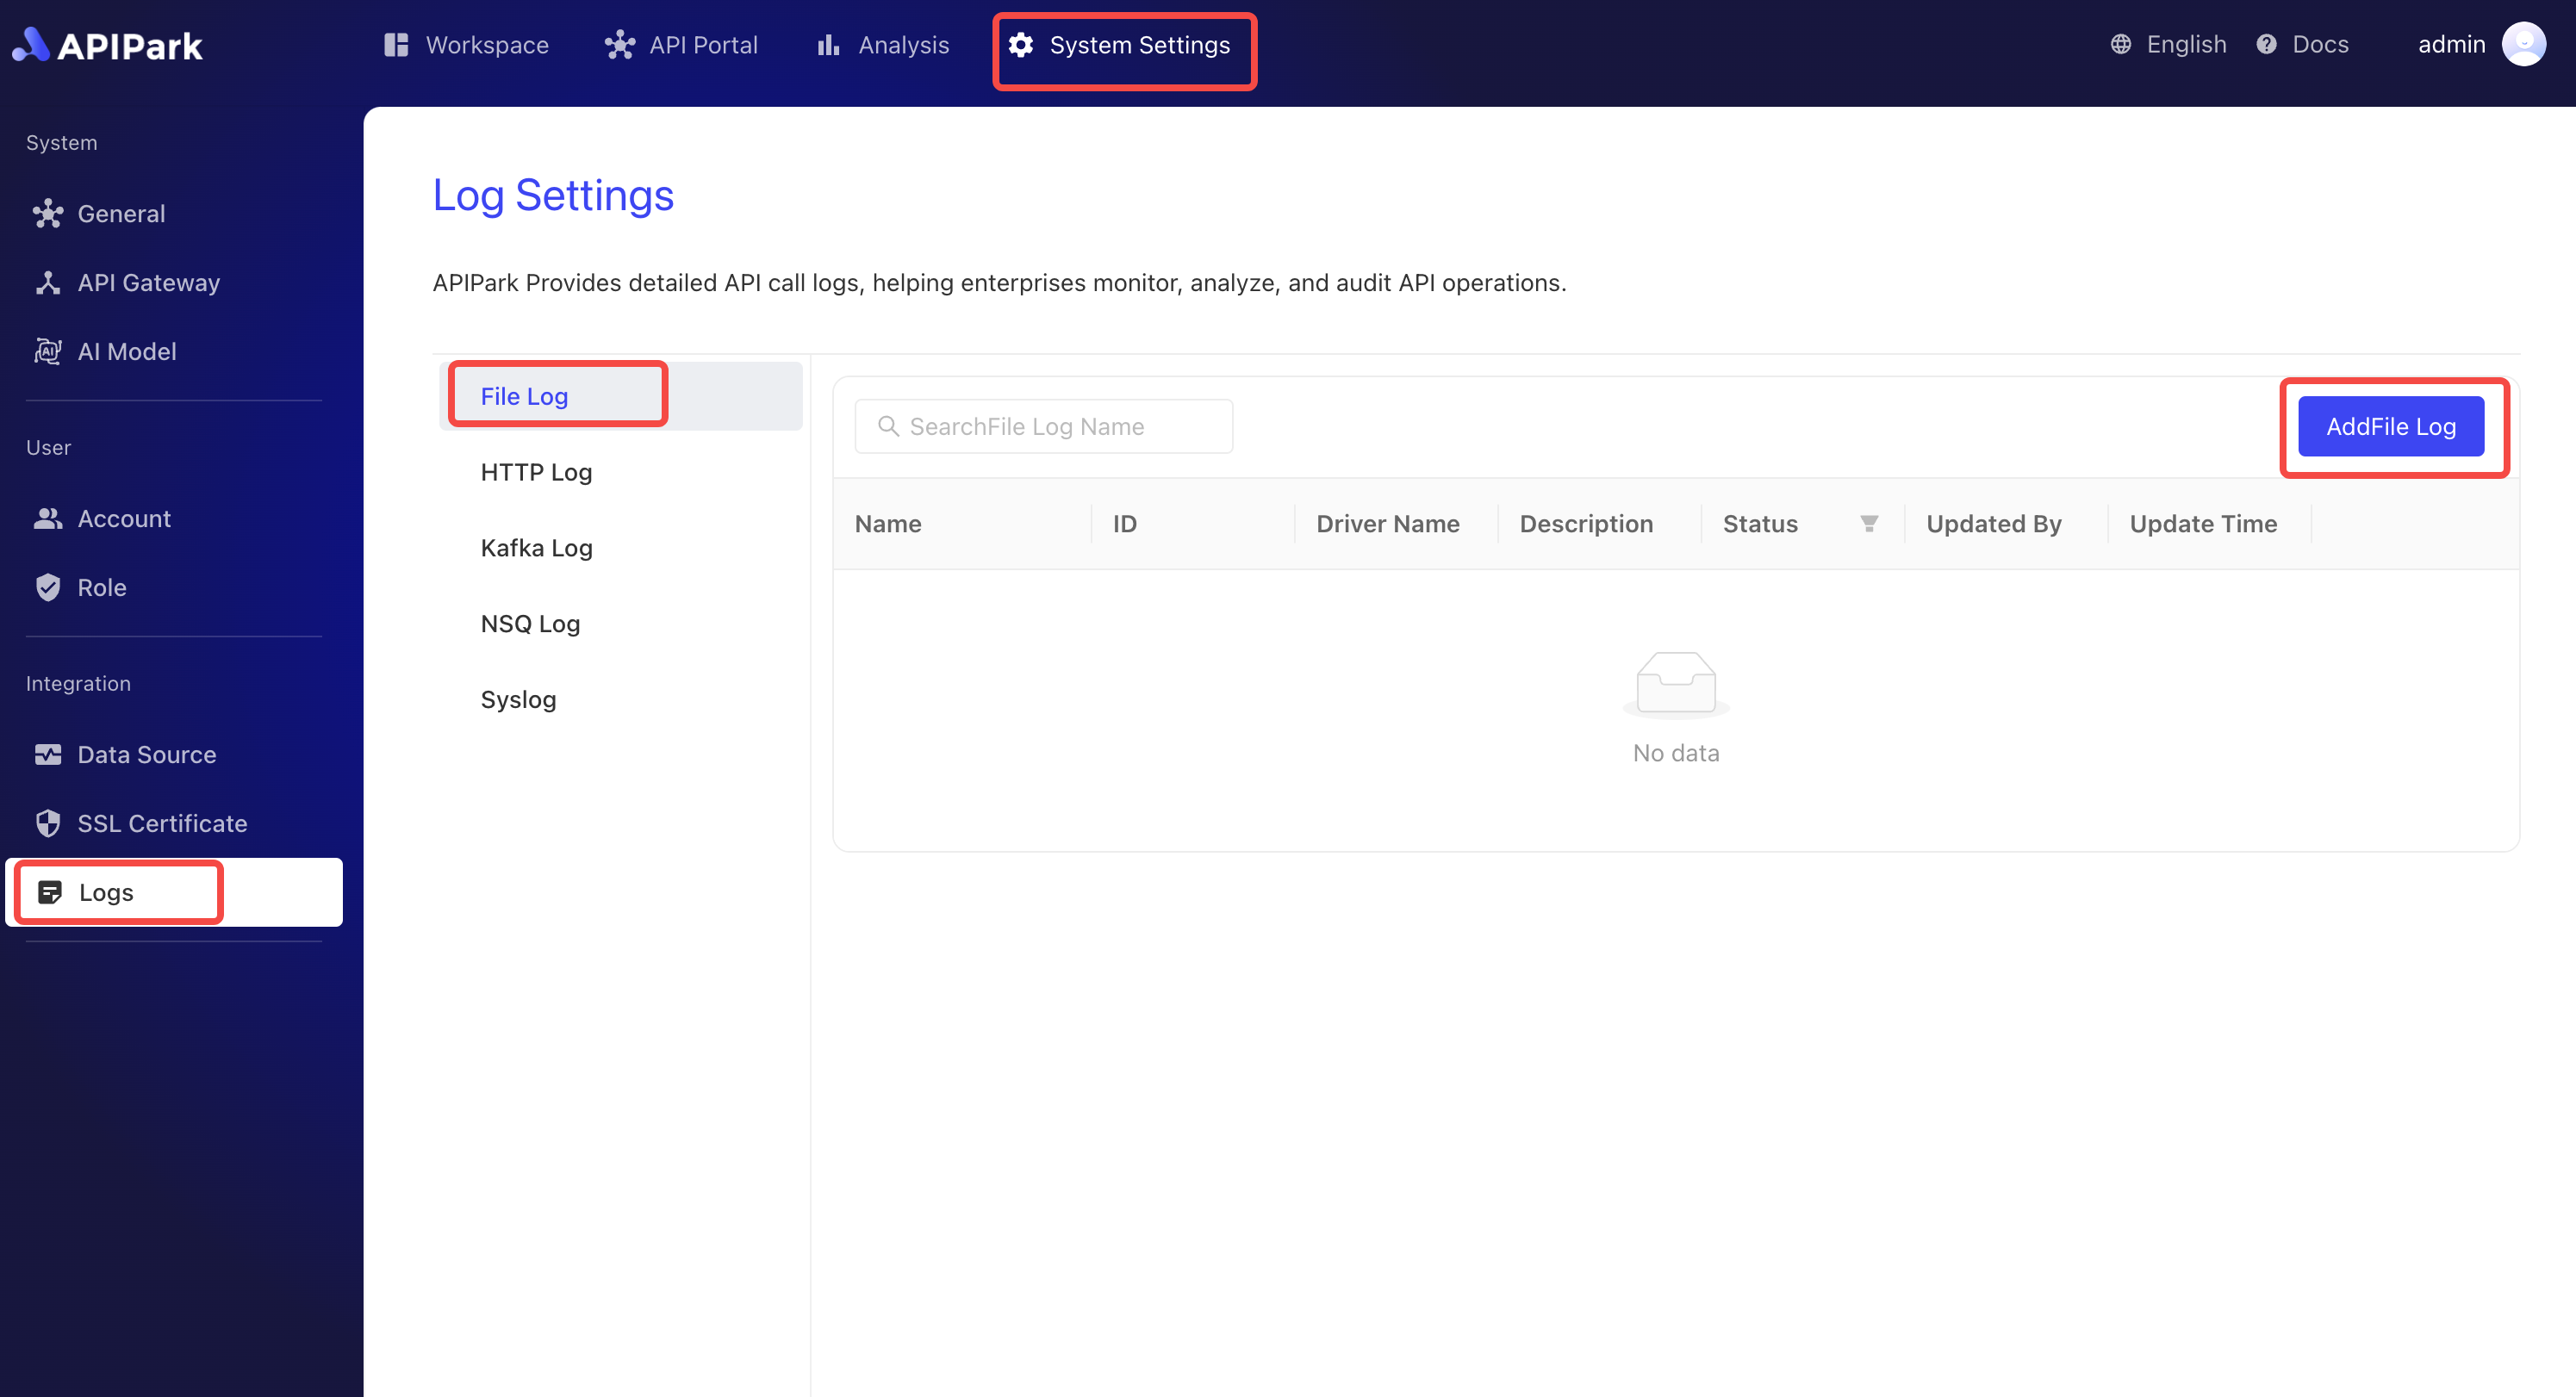 APIPark
Workspace
API Portal
Analysis
System Settings
English
Docs
admin
System
General
API Gateway
AI Model
User
Account
Role
Integration
Data Source
SSL Certificate
Logs
Log Settings
APIPark Provides detailed API call logs, helping enterprises monitor, analyze, and audit API operations.
File Log
HTTP Log
Kafka Log
NSQ Log
Syslog
SearchFile Log Name
AddFile Log
Name
ID
Driver Name
Description
Status
Updated By
Update Time
No data